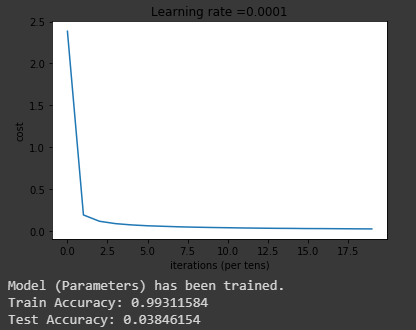 Learning rate =0.0001
2.5
2.0
1.5
1.0
0.5
0.0
cost
0.0 2.5 5.0 7.5 10.0 12.5 15.0 17.5
iterations (per tens)
Model (Parameters) has been trained.
Train Accuracy: 0.99311584
Test Accuracy: 0.03846154